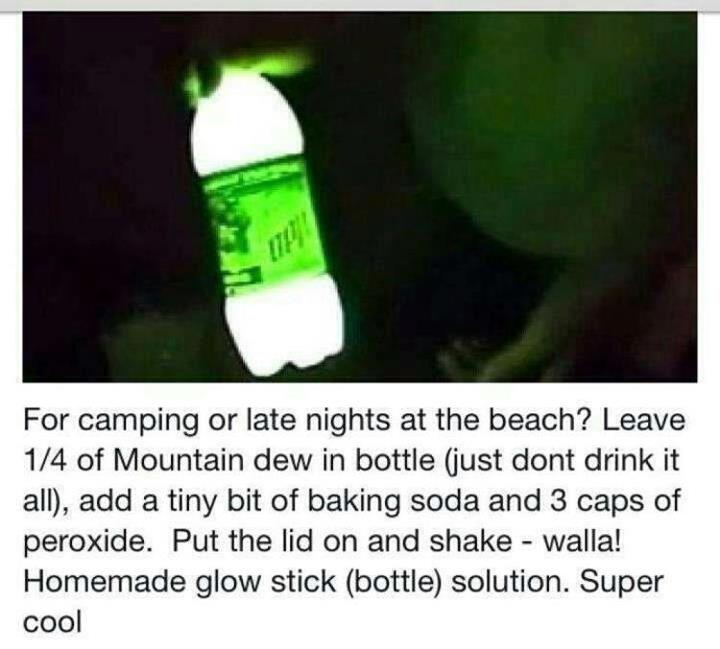 For camping or late nights at the beach? Leave
1/4 of Mountain dew in bottle (just dont drink it
all), add a tiny bit of baking soda and 3 caps of
peroxide.  Put the lid on and shake - walla!
Homemade glow stick (bottle) solution. Super
cool